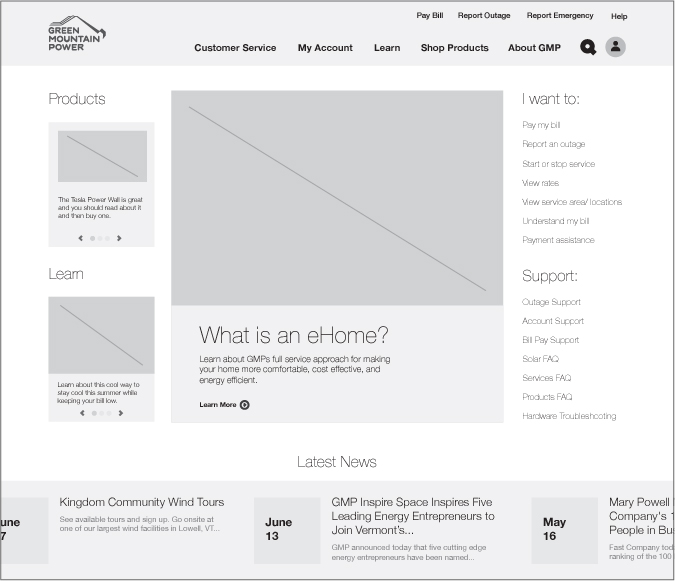 Pay Bill Report Outage Report Emergency Help
GREEN
MOUNTAIN
POWER
Customer Service My Account Learn Shop Products About GMP
Products
The Tesla Power Wall is great
and you should read about it
and then buy one.
Learn
Learn about this cool way to
stay cool this summer while
keeping your bill low.
What is an eHome?
Learn about GMPs full service approach for making
your home more comfortable, cost effective, and
energy efficient.
Learn More
I want to:
Pay my bill
Report an outage
Start or stop service
View rates
View service area/ locations
Understand my bill
Payment assistance
Support:
Outage Support
Account Support
Bill Pay Support
Solar FAQ
Services FAQ
Products FAQ
Hardware Troubleshooting
Latest News
une
7
Kingdom Community Wind Tours
See available tours and sign up. Go onsite at
one of our largest wind facilities in Lowell, VT...
June
13
GMP Inspire Space Inspires Five
Leading Energy Entrepreneurs to
Join Vermont's...
GMP announced today that five cutting edge
energy entrepreneurs have been named...
May
16
Mary Powell
Company's 1
People in Bu
Fast Company tod
ranking of the 100